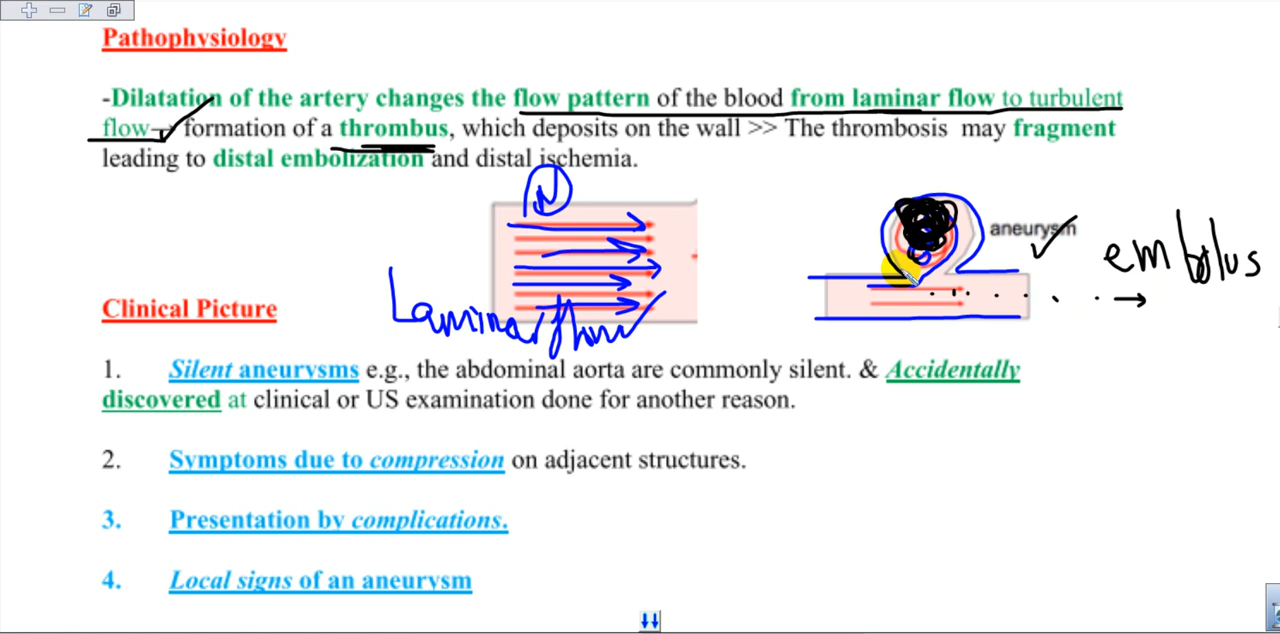 Pathophysiology
-Dilatation of the artery changes the flow pattern of the blood from laminar flow to turbulent
flow→ formation of a thrombus, which deposits on the wall >> The thrombosis may fragment
leading to distal embolization and distal ischemia.
N
aneurysm
embolus
Laminar flow
Clinical Picture
1. Silent aneurysms e.g., the abdominal aorta are commonly silent. & Accidentally
discovered at clinical or US examination done for another reason.
2. Symptoms due to compression on adjacent structures.
3. Presentation by complications.
4. Local signs of an aneurysm